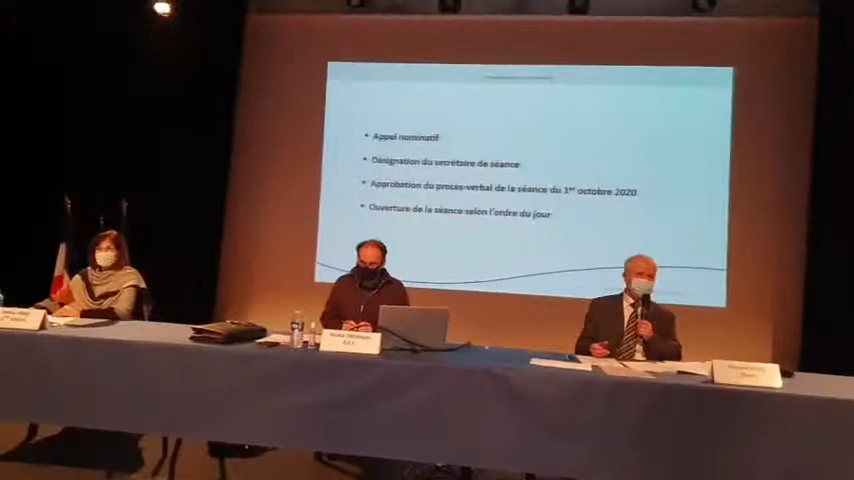 • Appel nominatif
• Désignation du secrétaire de séance
• Approbation du procès-verbal de la séance du 1er octobre 2020
• Ouverture de la séance selon l'ordre du jour